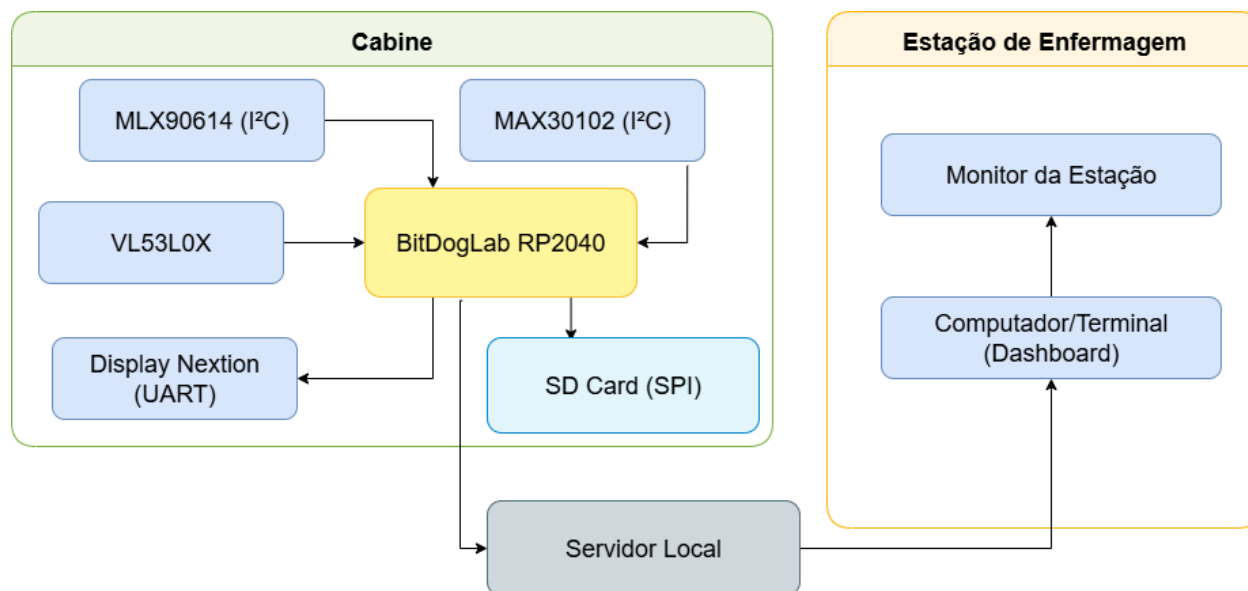 Cabine
Estação de Enfermagem
MLX90614 (I²C)
MAX30102 (I²C)
VL53L0X
BitDogLab RP2040
Display Nextion
(UART)
SD Card (SPI)
Monitor da Estação
Computador/Terminal
(Dashboard)
Servidor Local